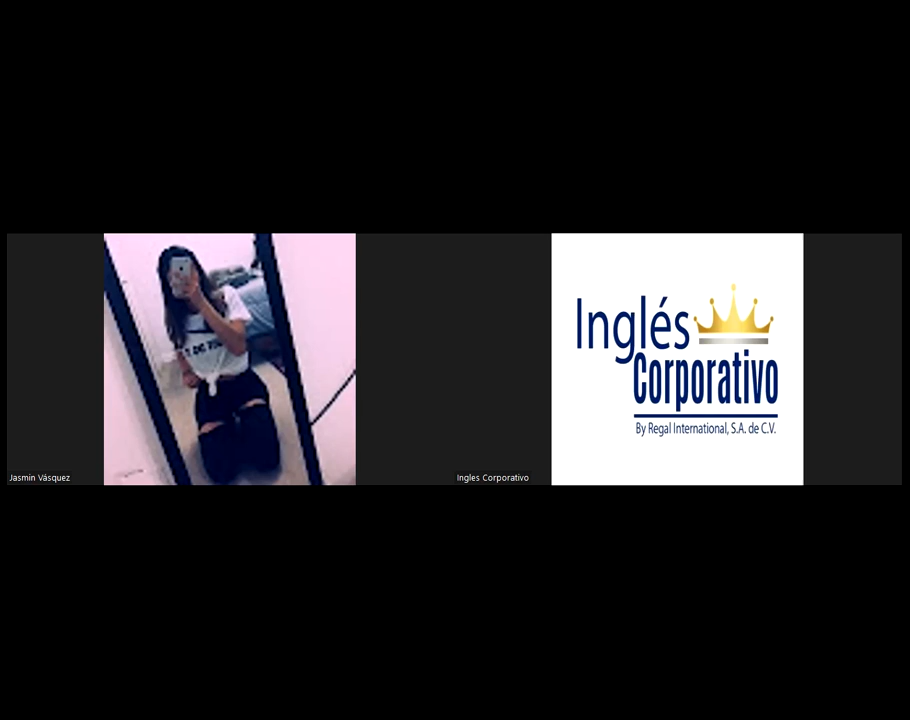 Inglés
Corporativo
By Regal International, S.A. de C.V.
Jasmin Vásquez
Ingles Corporativo